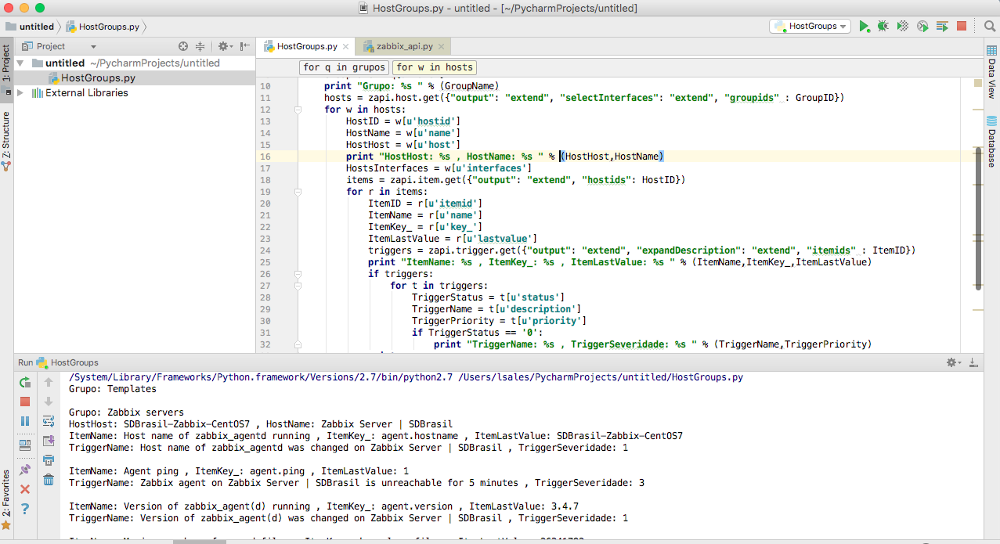 HostGroups.py - untitled - [~/PycharmProjects/untitled]
untitled HostGroups.py HostGroups
Project
HostGroups.py zabbix_api.py
1: Project
untitled ~/PycharmProjects/untitled
HostGroups.py
External Libraries
7: Structure
2: Favorites
Data View
Database
for q in grupos for w in hosts
10 print "Grupo: %s " % (GroupName)
11 hosts = zapi.host.get({"output": "extend", "selectInterfaces": "extend", "groupids" : GroupID})
12 for w in hosts:
13 HostID = w[u'hostid']
14 HostName = w[u'name']
15 HostHost = w[u'host']
16 print "HostHost: %s , HostName: %s " % (HostHost,HostName)
17 HostsInterfaces = w[u'interfaces']
18 items = zapi.item.get({"output": "extend", "hostids": HostID})
19 for r in items:
20 ItemID = r[u'itemid']
21 ItemName = r[u'name']
22 ItemKey_ = r[u'key_']
23 ItemLastValue = r[u'lastvalue']
24 triggers = zapi.trigger.get({"output": "extend", "expandDescription": "extend", "itemids" : ItemID})
25 print "ItemName: %s , ItemKey_: %s , ItemLastValue: %s " % (ItemName,ItemKey_,ItemLastValue)
26 if triggers:
27 for t in triggers:
28 TriggerStatus = t[u'status']
29 TriggerName = t[u'description']
30 TriggerPriority = t[u'priority']
31 if TriggerStatus == '0':
32 print "TriggerName: %s , TriggerSeveridade: %s " % (TriggerName,TriggerPriority)
Run HostGroups
/System/Library/Frameworks/Python.framework/Versions/2.7/bin/python2.7 /Users/lsales/PycharmProjects/untitled/HostGroups.py
Grupo: Templates
Grupo: Zabbix servers
HostHost: SDBrasil-Zabbix-CentOS7 , HostName: Zabbix Server | SDBrasil
ItemName: Host name of zabbix_agentd running , ItemKey_: agent.hostname , ItemLastValue: SDBrasil-Zabbix-CentOS7
TriggerName: Host name of zabbix_agentd was changed on Zabbix Server | SDBrasil , TriggerSeveridade: 1
ItemName: Agent ping , ItemKey_: agent.ping , ItemLastValue: 1
TriggerName: Zabbix agent on Zabbix Server | SDBrasil is unreachable for 5 minutes , TriggerSeveridade: 3
ItemName: Version of zabbix_agent(d) running , ItemKey_: agent.version , ItemLastValue: 3.4.7
TriggerName: Version of zabbix_agent(d) was changed on Zabbix Server | SDBrasil , TriggerSeveridade: 1